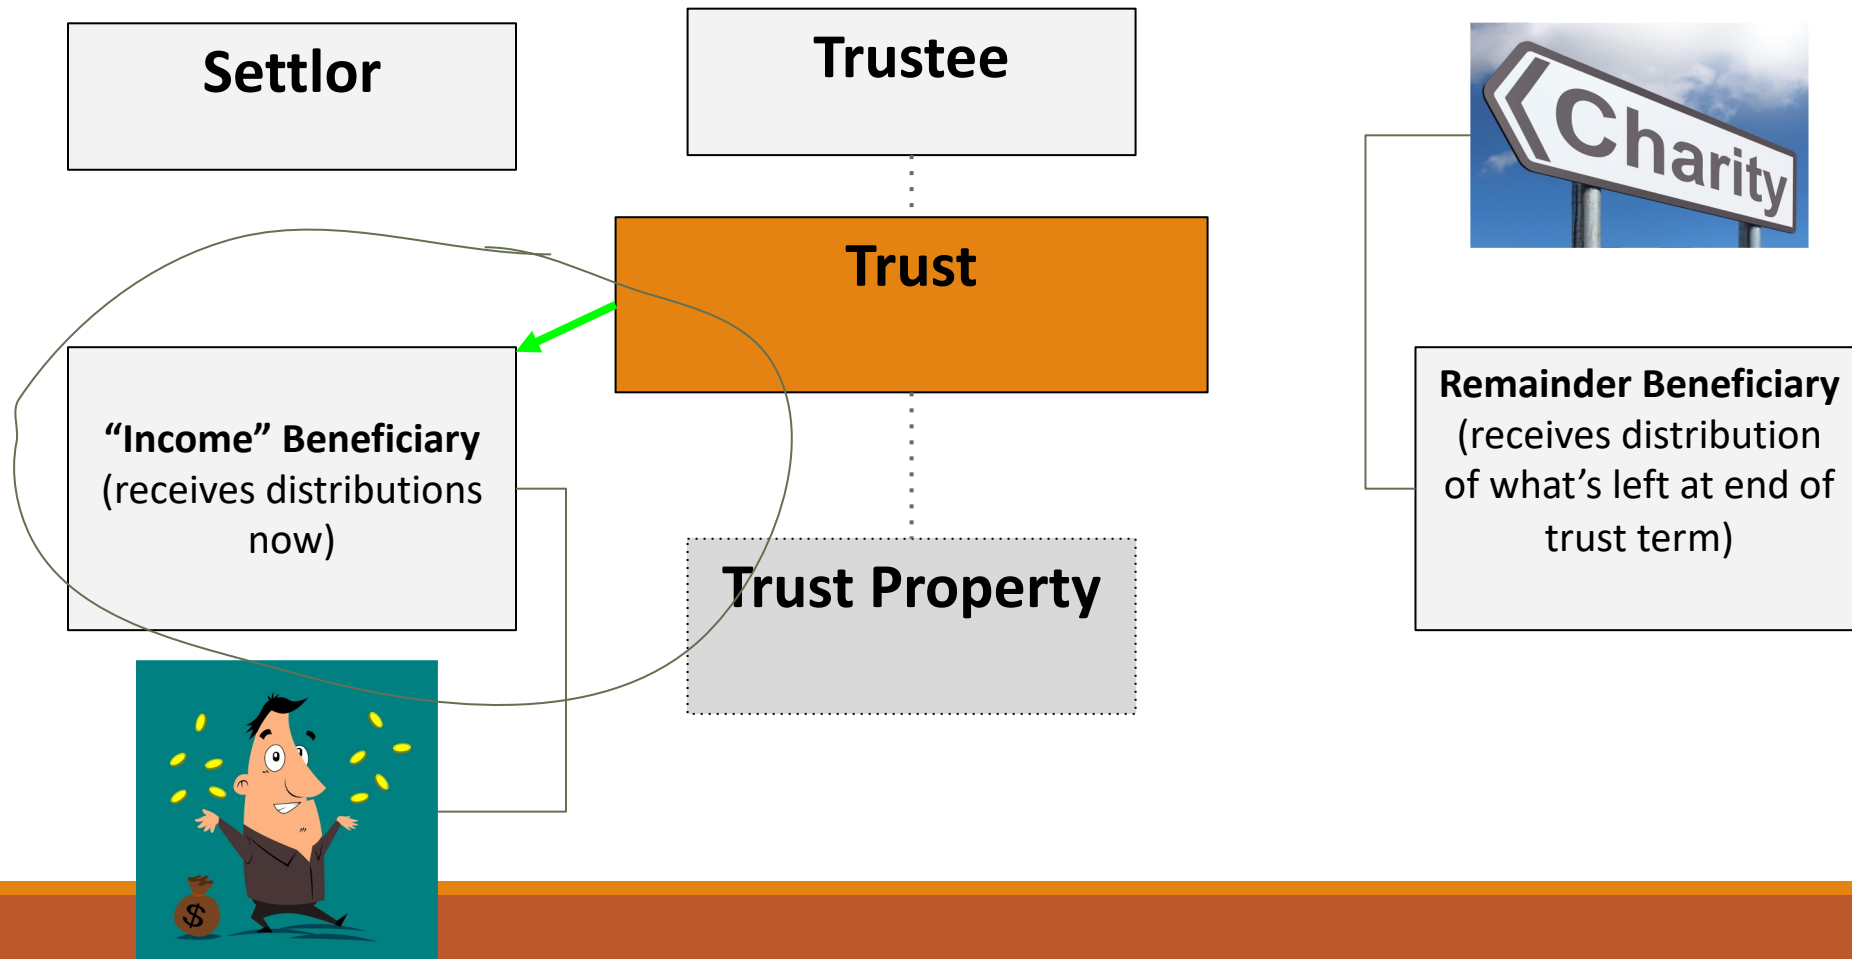 Settlor
Trustee
Charity
Trust
“Income” Beneficiary
(receives distributions
now)
Remainder Beneficiary
(receives distribution
of what’s left at end of
trust term)
Trust Property
$